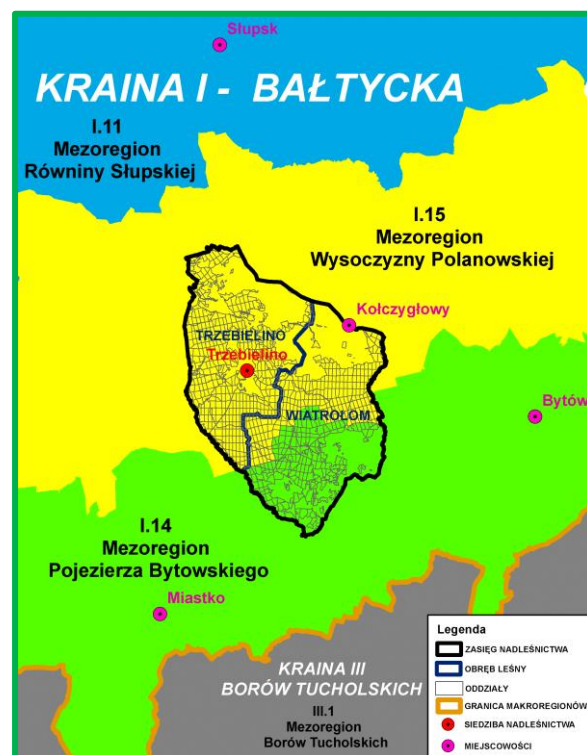 Słupsk
KRAINA I - BAŁTYCKA
I.11
Mezoregion
Równiny Słupskiej
I.15
Mezoregion
Wysoczyzny Polanowskiej
Kołczygłowy
TRZEBIELINO
Trzebielino
WIATROŁOM
Bytów
I.14
Mezoregion
Pojezierza Bytowskiego
Miastko
KRAINA III
BORÓW TUCHOLSKICH
III.1
Mezoregion
Borów Tucholskich
Legenda
ZASIĘG NADLEŚNICTWA
OBRĘB LEŚNY
ODDZIAŁY
GRANICA MAKROREGIONÓW
SIEDZIBA NADLEŚNICTWA
MIEJSCOWOŚCI